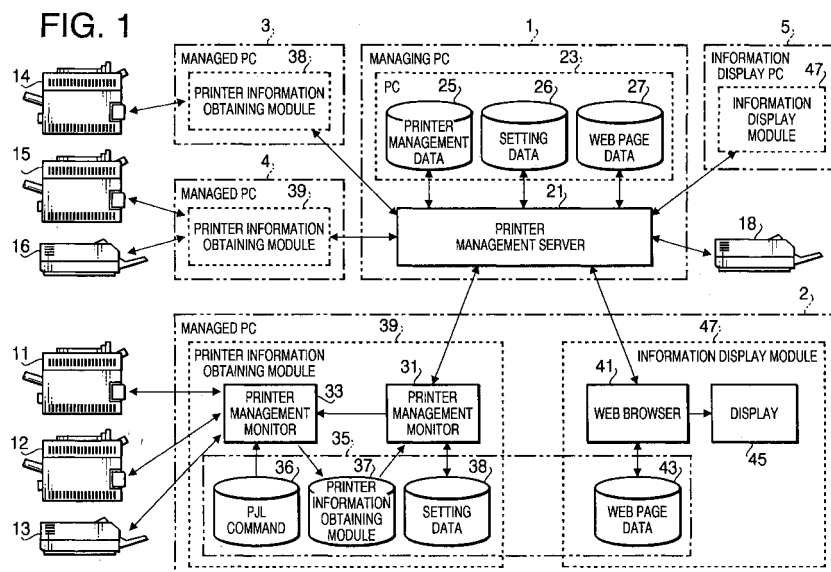 FIG. 1
3
38
MANAGED PC
PRINTER INFORMATION
OBTAINING MODULE
14
15
16
4
39
MANAGED PC
PRINTER INFORMATION
OBTAINING MODULE
1
23
MANAGING PC
PC
25
26
27
PRINTER
MANAGEMENT
DATA
SETTING
DATA
WEB PAGE
DATA
21
PRINTER
MANAGEMENT SERVER
5
INFORMATION
DISPLAY PC
47
INFORMATION
DISPLAY
MODULE
18
2
MANAGED PC
39
PRINTER INFORMATION
OBTAINING MODULE
11
12
13
33
PRINTER
MANAGEMENT
MONITOR
31
PRINTER
MANAGEMENT
MONITOR
35
36
PJL
COMMAND
37
PRINTER
INFORMATION
OBTAINING
MODULE
38
SETTING
DATA
47
INFORMATION DISPLAY MODULE
41
WEB BROWSER
DISPLAY
45
43
WEB PAGE
DATA